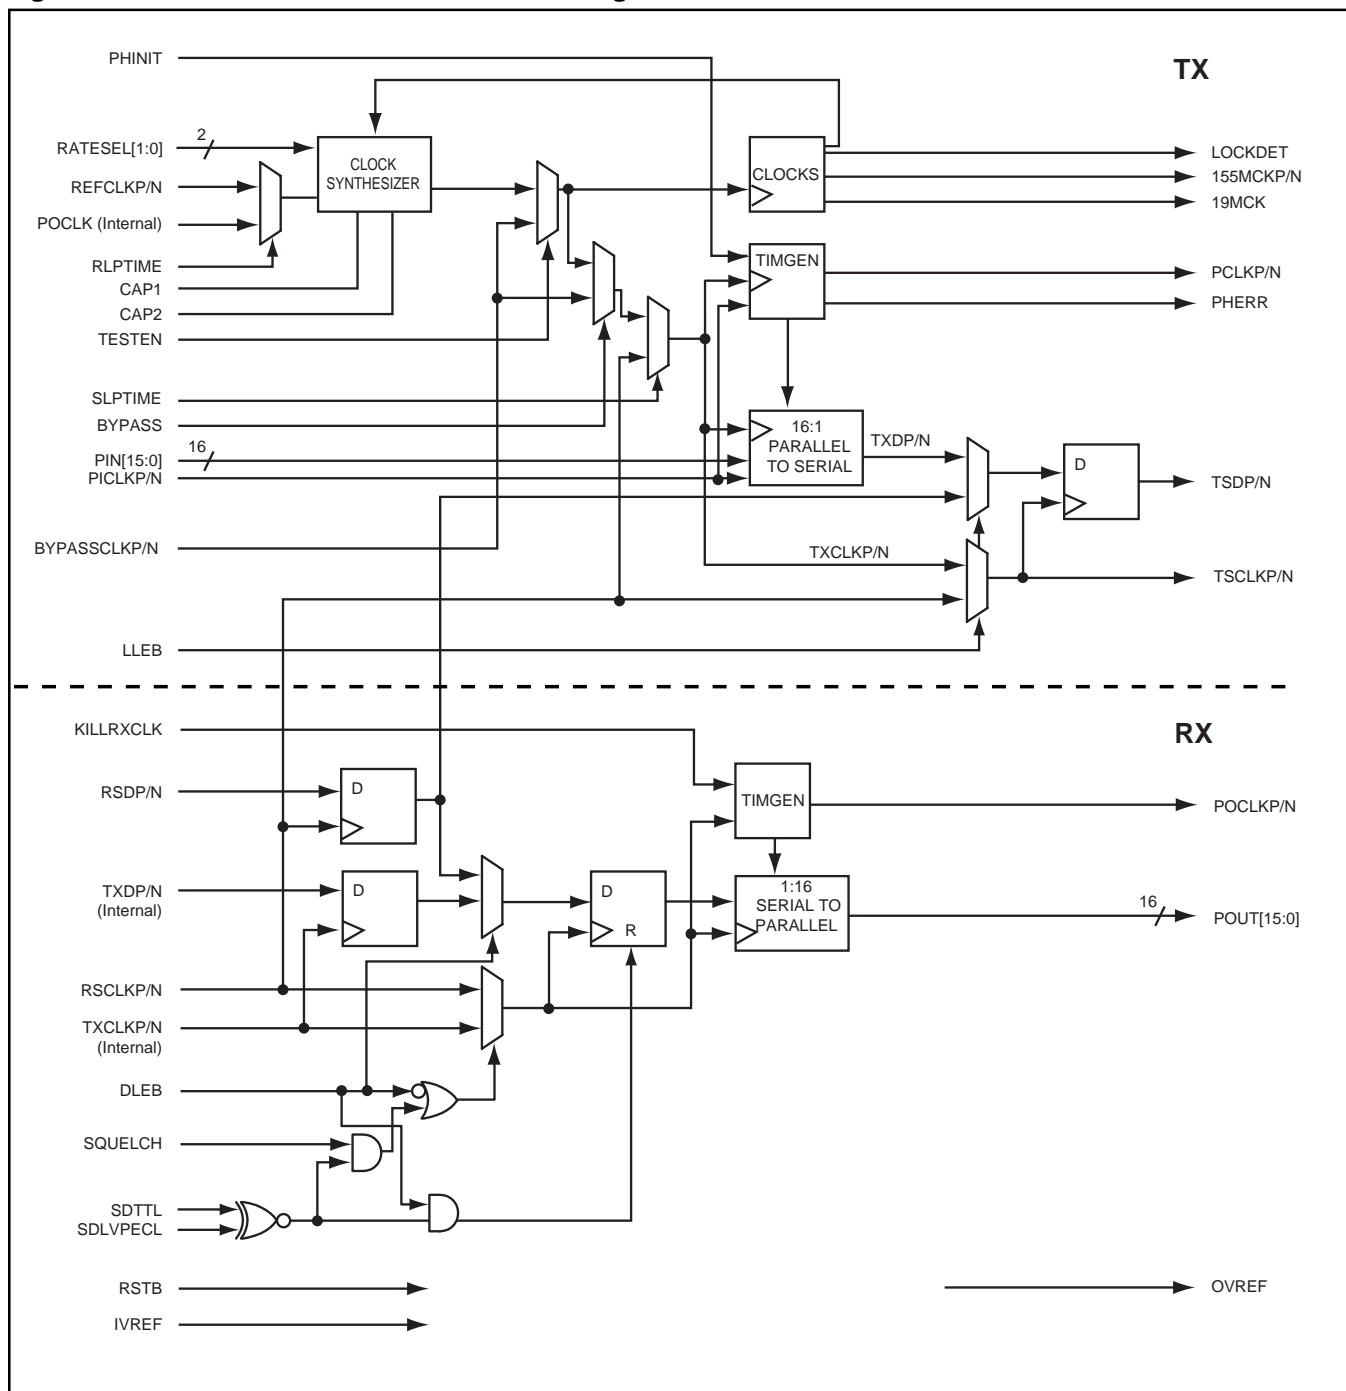 PHINIT
TX
RATESEL[1:0]
2
CLOCK
SYNTHESIZER
CLOCKS
LOCKDET
REFCLKP/N
155MCKP/N
19MCK
POCLK (Internal)
RLPTIME
TIMGEN
PCLKP/N
CAP1
PHERR
CAP2
TESTEN
SLPTIME
BYPASS
16:1
PARALLEL
TO SERIAL
TXDP/N
D
PIN[15:0]
16
PICLKP/N
TSDP/N
BYPASSCLKP/N
TXCLKP/N
TSCLKP/N
LLEB
KILLRXCLK
RX
RSDP/N
D
TIMGEN
POCLKP/N
TXDP/N
(Internal)
D
D
R
1:16
SERIAL TO
PARALLEL
16
POUT[15:0]
RSCLKP/N
TXCLKP/N
(Internal)
DLEB
SQUELCH
SDTTL
SDLVPECL
RSTB
OVREF
IVREF